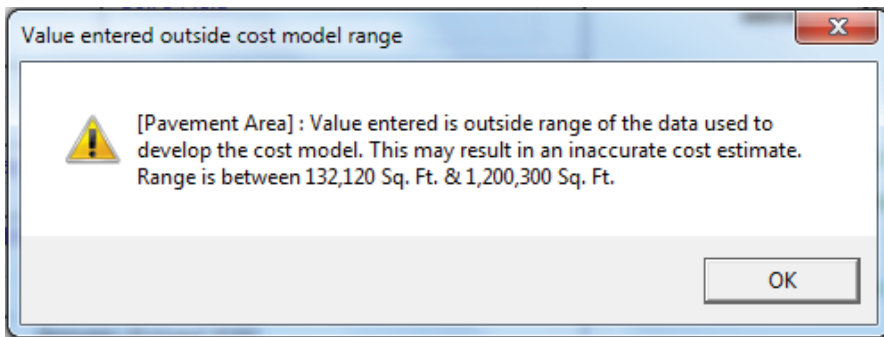 Value entered outside cost model range
[Pavement Area] : Value entered is outside range of the data used to
develop the cost model. This may result in an inaccurate cost estimate.
Range is between 132,120 Sq. Ft. & 1,200,300 Sq. Ft.
OK